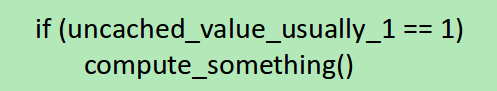 if (uncached_value_usually_1 == 1)
compute_something()